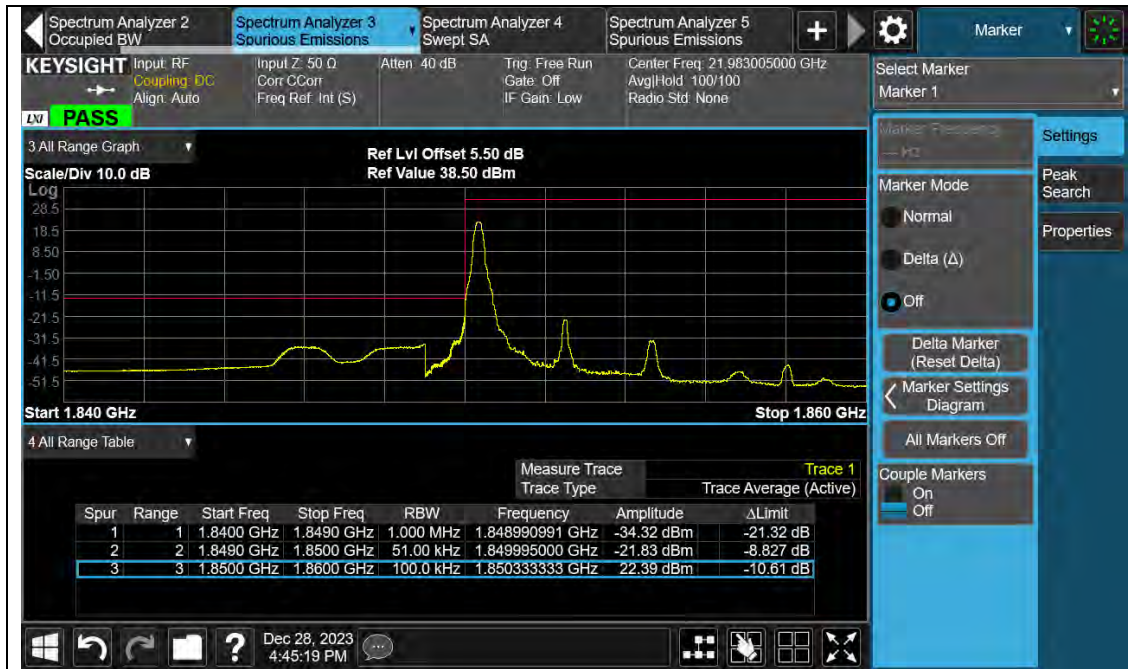 Spectrum Analyzer 2
Occupied BW
Spectrum Analyzer 3
Spurious Emissions
Spectrum Analyzer 4
Swept SA
Spectrum Analyzer 5
Spurious Emissions
+
Marker
KEYSIGHT
Input: RF
Coupling: DC
Align: Auto
Input Z: 50 Ω
Corr CCorr
Freq Ref: Int (S)
Atten: 40 dB
Trig: Free Run
Gate: Off
IF Gain: Low
Center Freq: 21.983005000 GHz
Avg|Hold: 100/100
Radio Std: None
LXI
PASS
Select Marker
Marker 1
3 All Range Graph
Ref Lvl Offset 5.50 dB
Scale/Div 10.0 dB
Ref Value 38.50 dBm
Log
28.5
18.5
8.50
-1.50
-11.5
-21.5
-31.5
-41.5
-51.5
Start 1.840 GHz
Stop 1.860 GHz
Marker Frequency
--- Hz
Settings
Marker Mode
Normal
Delta (Δ)
Off
Peak
Search
Properties
Delta Marker
(Reset Delta)
Marker Settings
Diagram
All Markers Off
Couple Markers
On
Off
4 All Range Table
Measure Trace Trace 1
Trace Type Trace Average (Active)
Spur Range Start Freq Stop Freq RBW Frequency Amplitude ΔLimit
1 1 1.8400 GHz 1.8490 GHz 1.000 MHz 1.848990991 GHz -34.32 dBm -21.32 dB
2 2 1.8490 GHz 1.8500 GHz 51.00 kHz 1.849995000 GHz -21.83 dBm -8.827 dB
3 3 1.8500 GHz 1.8600 GHz 100.0 kHz 1.850333333 GHz 22.39 dBm -10.61 dB
?
Dec 28, 2023
4:45:19 PM